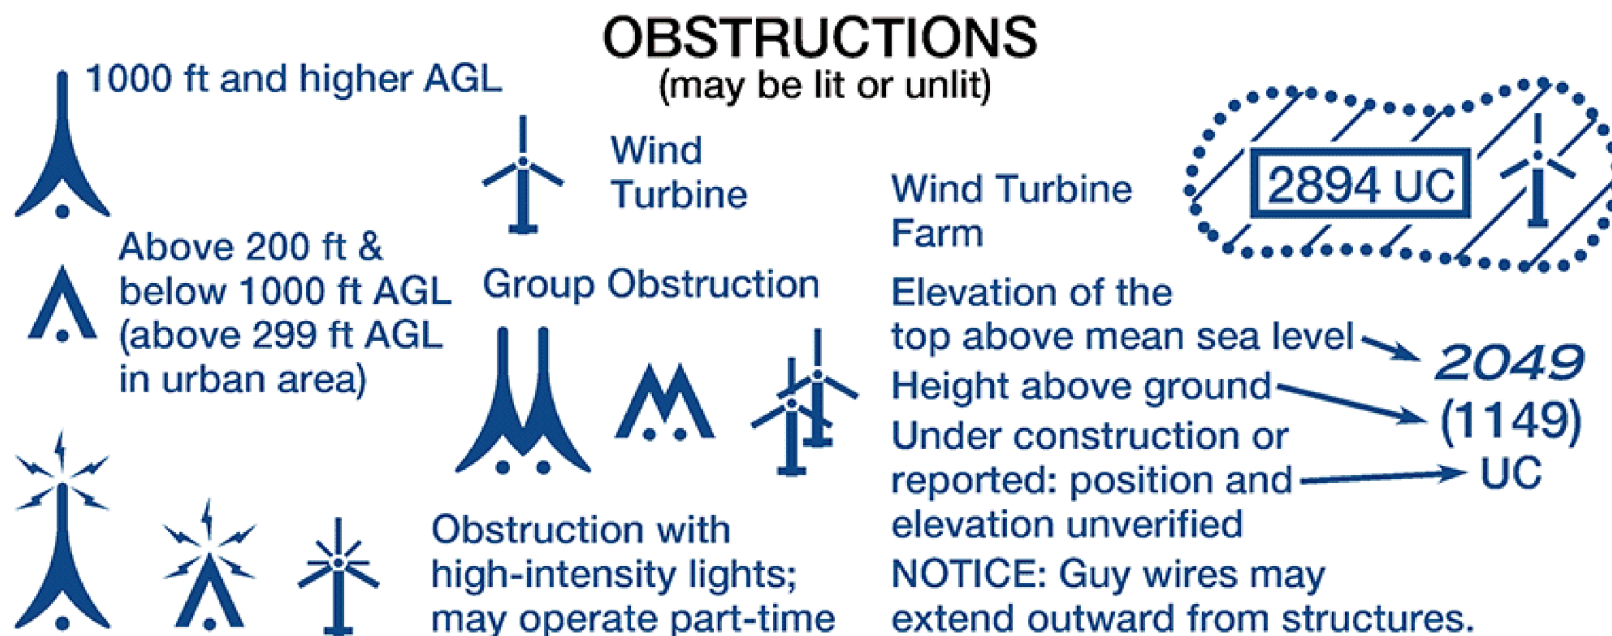 OBSTRUCTIONS
(may be lit or unlit)
1000 ft and higher AGL
Above 200 ft &
below 1000 ft AGL
(above 299 ft AGL
in urban area)
Wind
Turbine
Group Obstruction
Obstruction with
high-intensity lights;
may operate part-time
Wind Turbine
Farm
2894 UC
Elevation of the
top above mean sea level
2049
Height above ground
(1149)
Under construction or
reported: position and
elevation unverified
UC
NOTICE: Guy wires may
extend outward from structures.